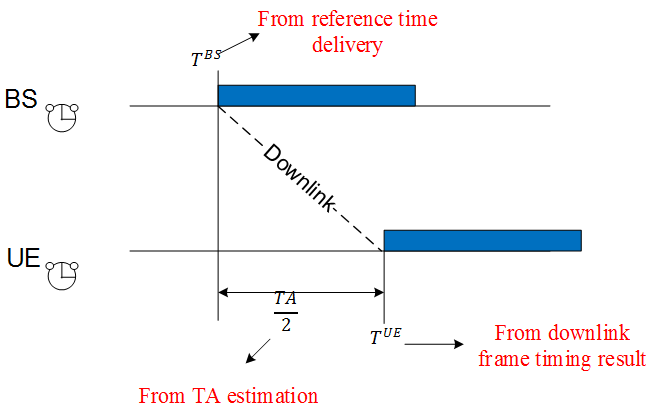 From reference time
delivery
T^BS
BS
Downlink
UE
TA
2
T^UE
From downlink
frame timing result
From TA estimation